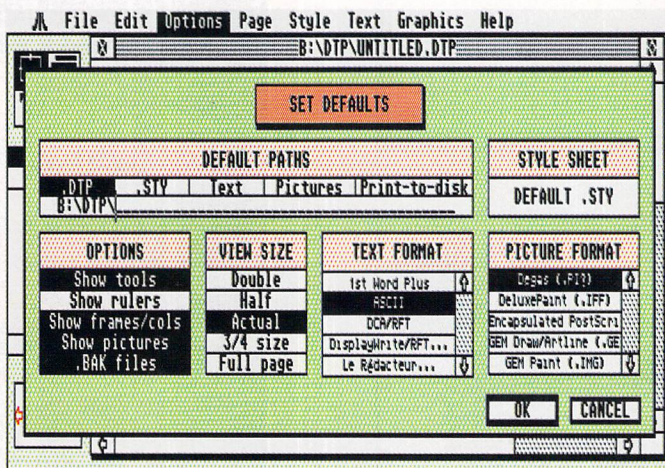 File Edit Options Page Style Text Graphics Help
B:\DTP\UNTITLED.DTP
SET DEFAULTS
DEFAULT PATHS
.DTP .STY Text Pictures Print-to-disk
B:\DTP\
STYLE SHEET
DEFAULT .STY
OPTIONS
Show tools
Show rulers
Show frames/cols
Show pictures
.BAK files
VIEW SIZE
Double
Half
Actual
3/4 size
Full page
TEXT FORMAT
1st Word Plus
ASCII
DCA/RFT
DisplayWrite/RFT...
Le Rédacteur...
PICTURE FORMAT
Degas (.PI?)
DeluxePaint (.IFF)
Encapsulated PostScri
GEM Draw/Artline (.GE
GEM Paint (.IMG)
OK CANCEL